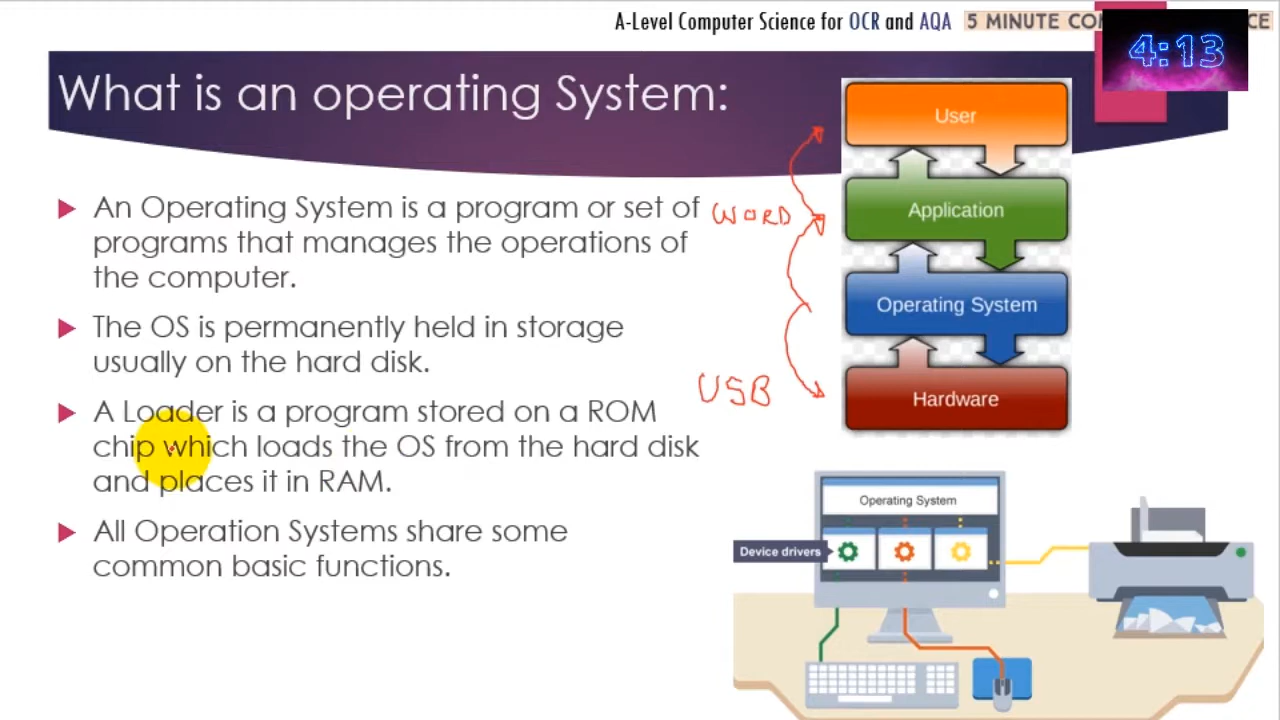 A-Level Computer Science for OCR and AQA
5 MINUTE CO
CE
4:13
What is an operating System:
An Operating System is a program or set of
programs that manages the operations of
the computer.
The OS is permanently held in storage
usually on the hard disk.
A Loader is a program stored on a ROM
chip which loads the OS from the hard disk
and places it in RAM.
All Operation Systems share some
common basic functions.
User
WORD
Application
Operating System
USB
Hardware
Operating System
Device drivers